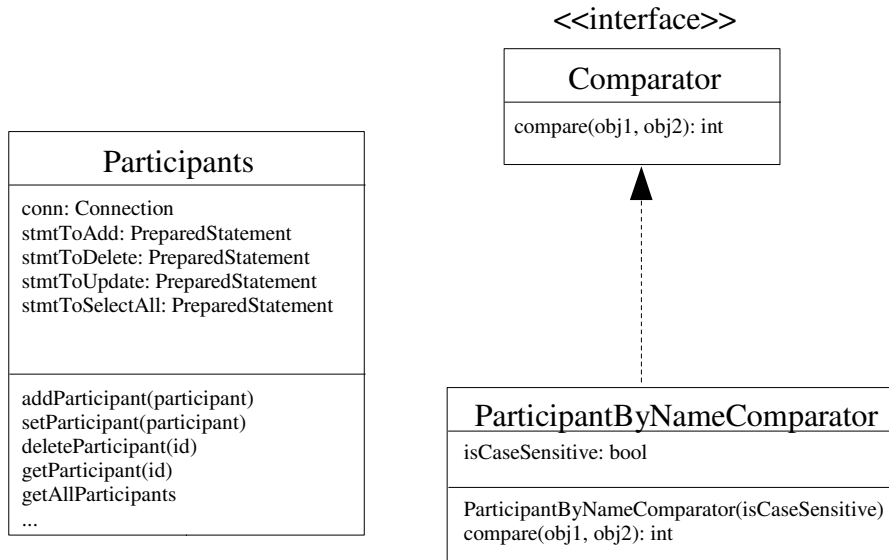 <<interface>>
Comparator
compare(obj1, obj2): int
Participants
conn: Connection
stmtToAdd: PreparedStatement
stmtToDelete: PreparedStatement
stmtToUpdate: PreparedStatement
stmtToSelectAll: PreparedStatement
addParticipant(participant)
setParticipant(participant)
deleteParticipant(id)
getParticipant(id)
getAllParticipants
...
ParticipantByNameComparator
isCaseSensitive: bool
ParticipantByNameComparator(isCaseSensitive)
compare(obj1, obj2): int